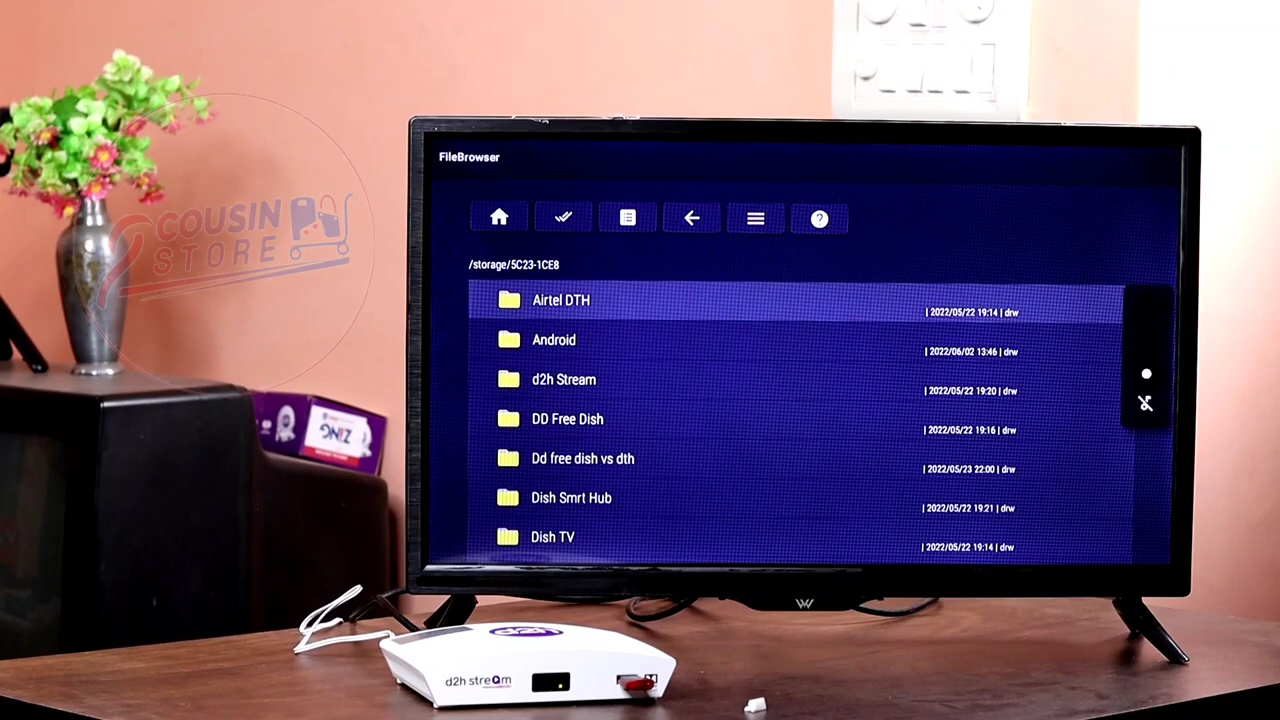 FileBrowser
/storage/5C23-1CE8
Airtel DTH | 2022/05/22 19:14 | drw
Android | 2022/06/02 13:46 | drw
d2h Stream | 2022/05/22 19:20 | drw
DD Free Dish | 2022/05/22 19:16 | drw
Dd free dish vs dth | 2022/05/23 22:00 | drw
Dish Smrt Hub | 2022/05/22 19:21 | drw
Dish TV | 2022/05/22 19:14 | drw
2 COUSIN
STORE
ZING
W
d2h
d2h stream